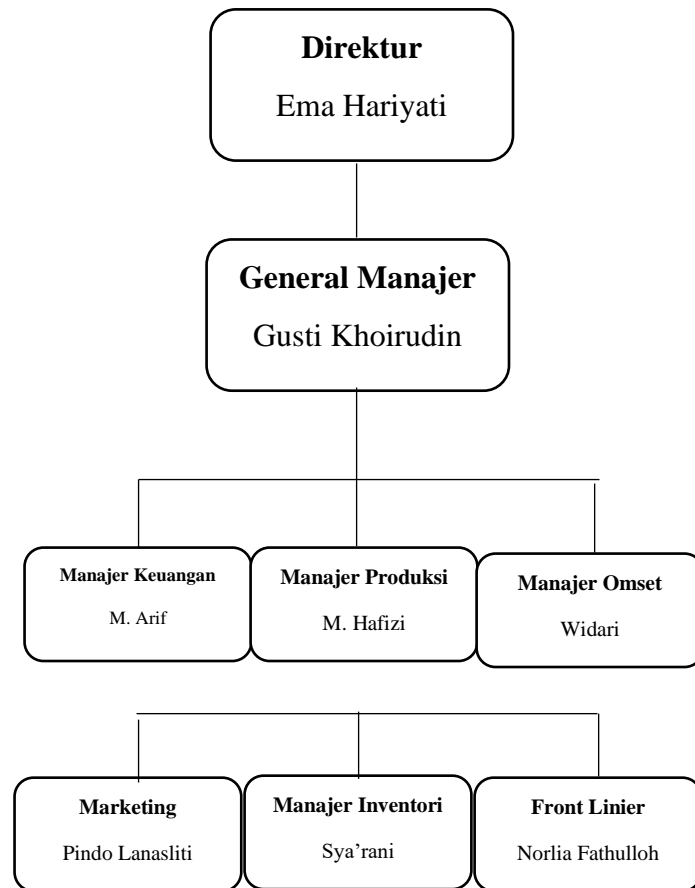 Direktur
Ema Hariyati
General Manajer
Gusti Khoirudin
Manajer Keuangan
M. Arif
Manajer Produksi
M. Hafizi
Manajer Omset
Widari
Marketing
Pindo Lanasliti
Manajer Inventori
Sya’rani
Front Linier
Norlia Fathulloh